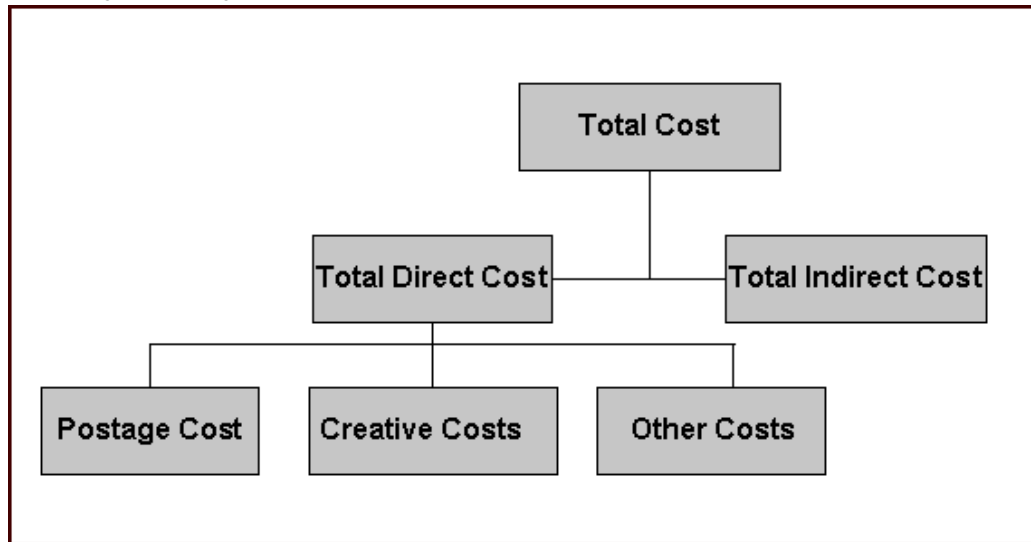 Total Cost
Total Direct Cost
Total Indirect Cost
Postage Cost
Creative Costs
Other Costs